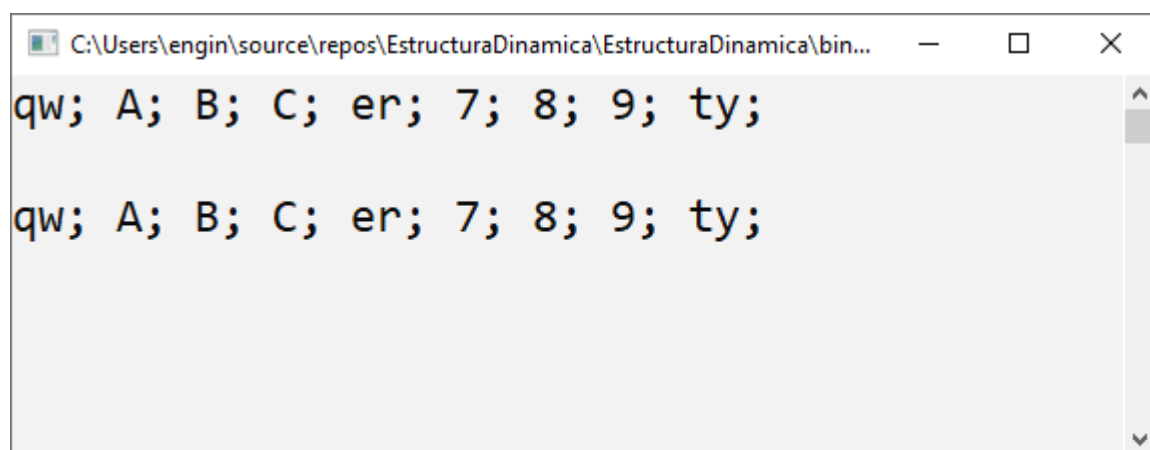 C:\Users\engin\source\repos\EstructuraDinamica\EstructuraDinamica\bin...
qw; A; B; C; er; 7; 8; 9; ty;
qw; A; B; C; er; 7; 8; 9; ty;